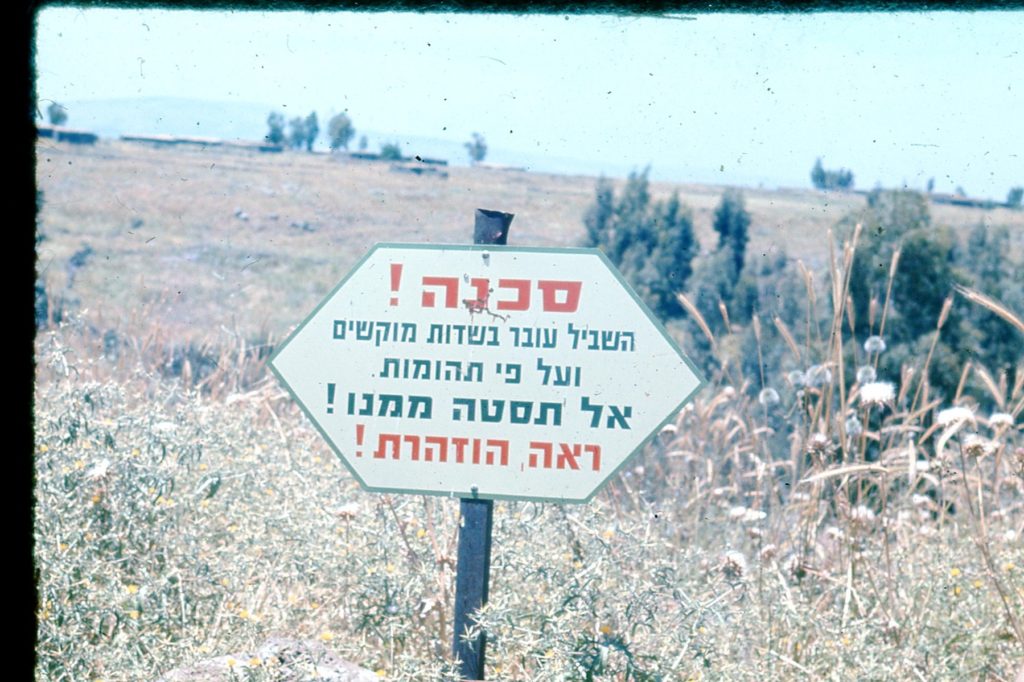 סכנה!
השביל עובר בשדות מוקשים
ועל פי תהומות
אל תסטה ממנו!
ראה הוזהרת!